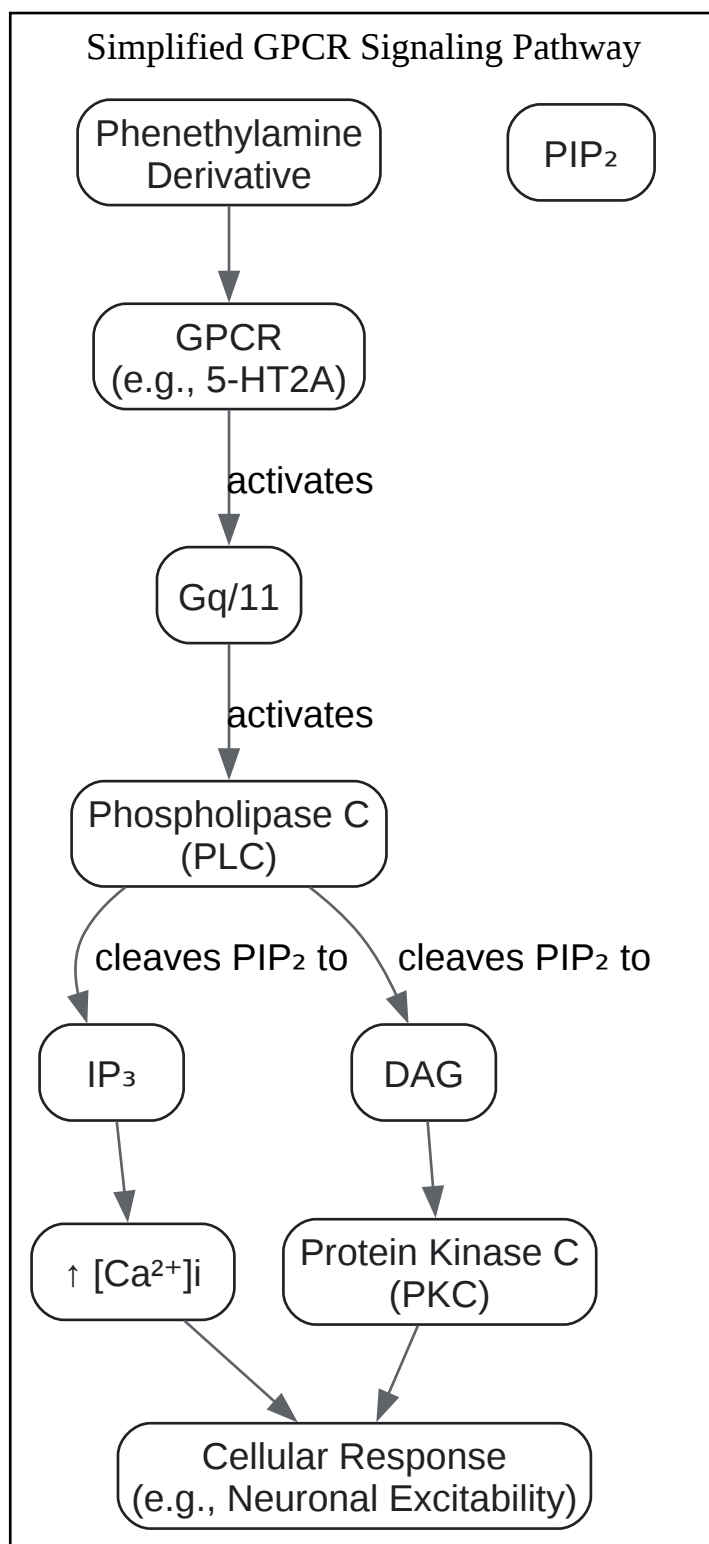 Simplified GPCR Signaling Pathway
Phenethylamine
Derivative
PIP₂
GPCR
(e.g., 5-HT2A)
activates
Gq/11
activates
Phospholipase C
(PLC)
cleaves PIP₂ to
cleaves PIP₂ to
IP₃
DAG
↑ [Ca²⁺]i
Protein Kinase C
(PKC)
Cellular Response
(e.g., Neuronal Excitability)